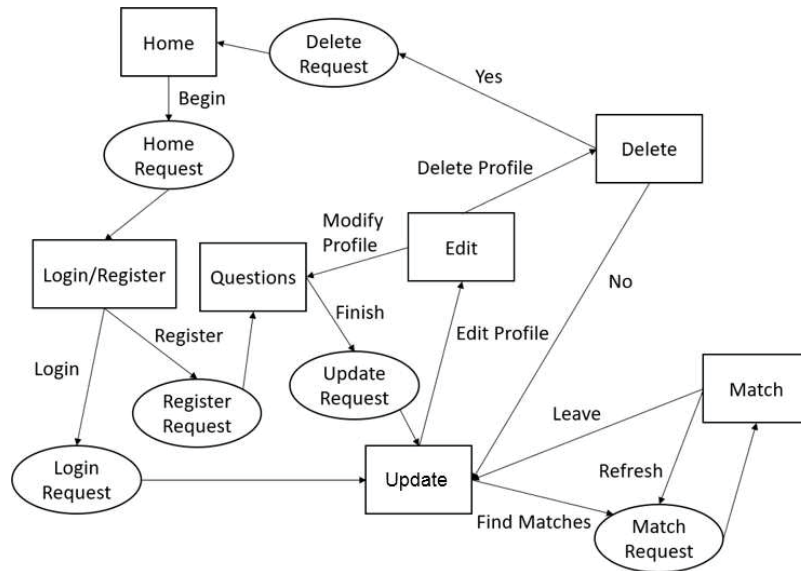 Home
Delete
Request
Begin
Yes
Home
Request
Delete
Delete Profile
Modify
Profile
Edit
Login/Register
Questions
No
Finish
Edit Profile
Register
Login
Update
Request
Register
Request
Match
Leave
Login
Request
Update
Refresh
Find Matches
Match
Request